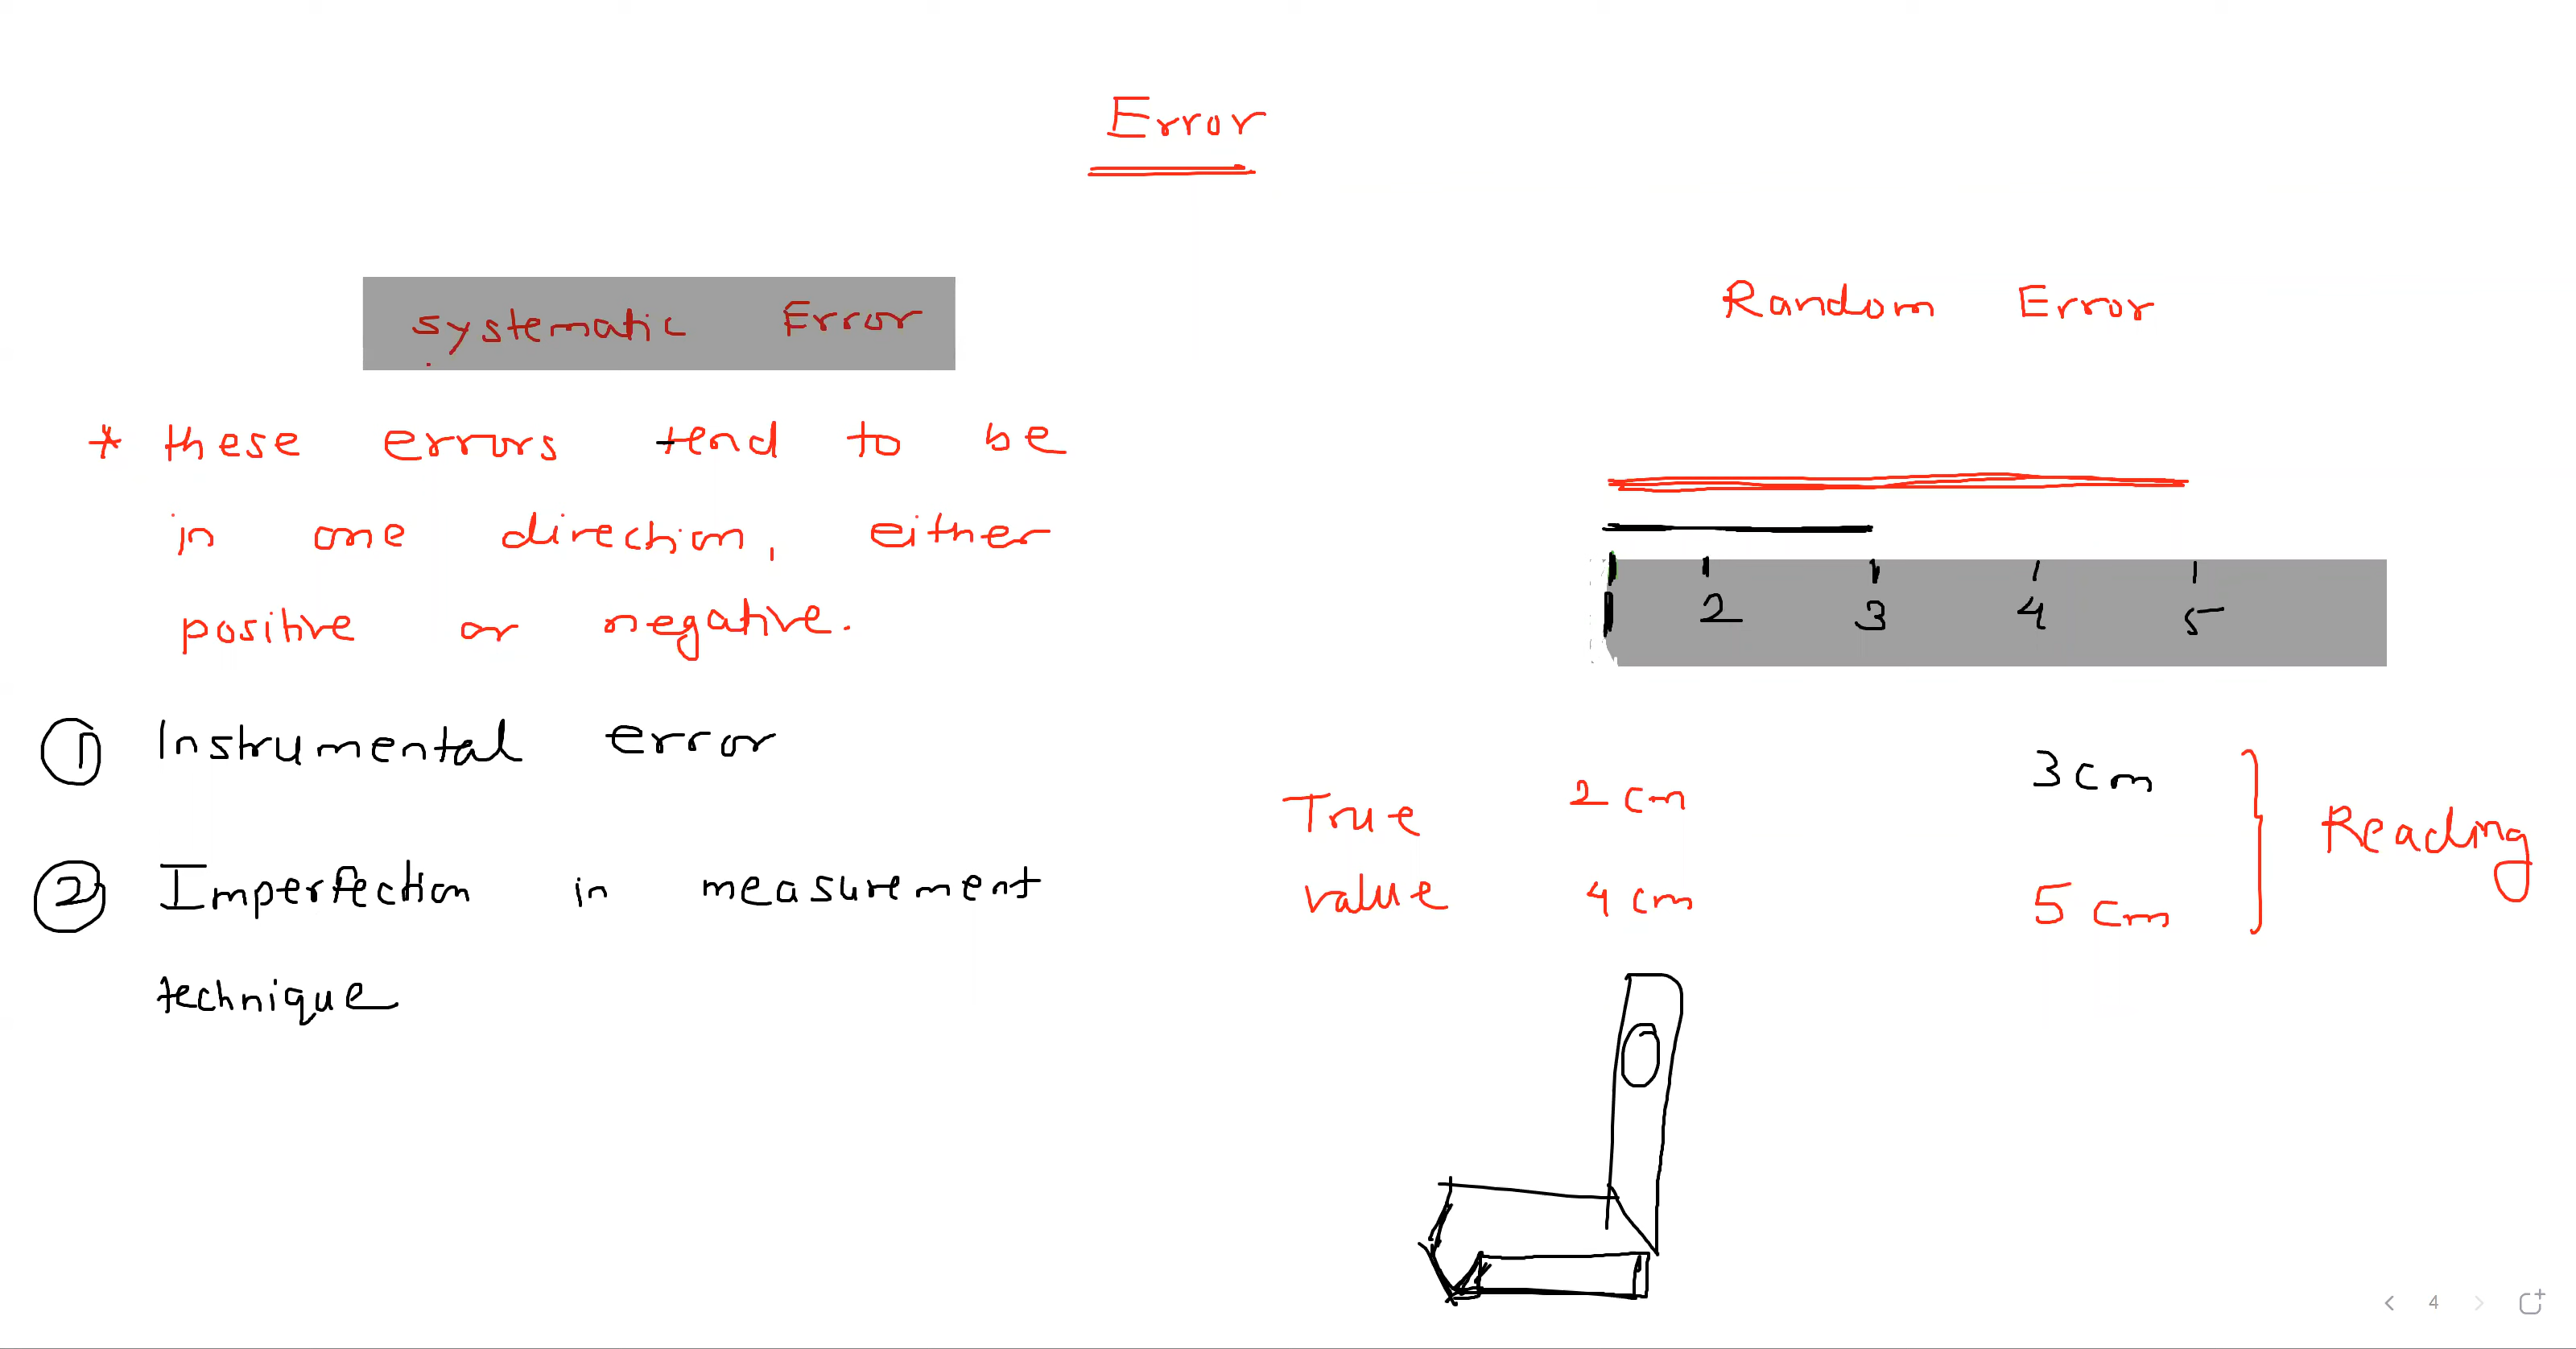 Error
systematic Error
Random Error
* these errors tend to be
in one direction, either
positive or negative.
① Instrumental error
② Imperfection in measurement
technique
1 2 3 4 5
True 2 cm 3 cm
value 4 cm 5 cm
Reading
4